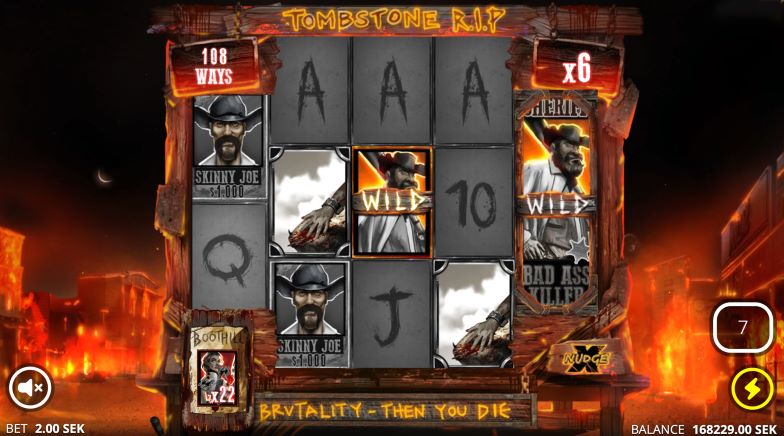 TOMBSTONE R.I.P
108
WAYS
x6
A A A
SHERIFF
SKINNY JOE
$1.000
WILD
10
WILD
Q
BAD ASS
KILLER
J
SKINNY JOE
$1.000
7
BOOTHILL
x22
X
NUDGE
BRUTALITY - THEN YOU DIE
BET 2.00 SEK
BALANCE 168229.00 SEK